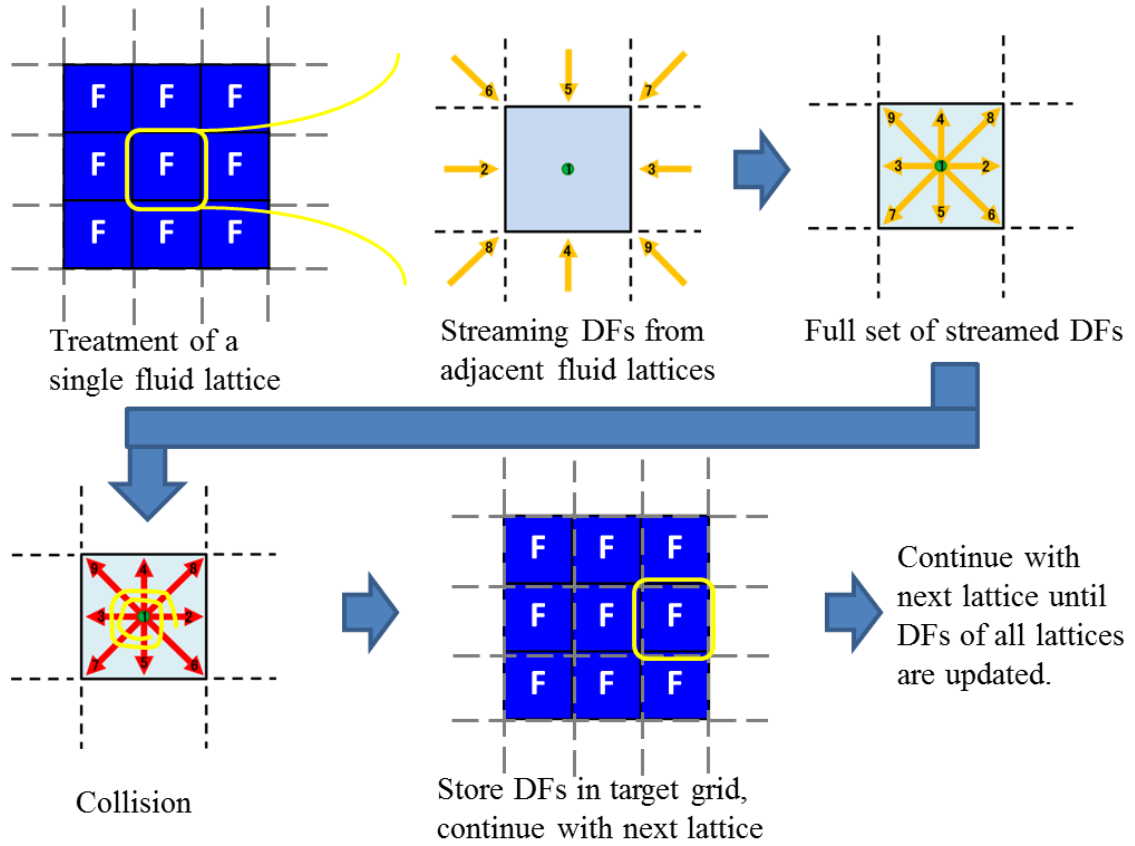 F F F
F F F
F F F
Treatment of a
single fluid lattice
6 5 7
2 1 3
8 4 9
Streaming DFs from
adjacent fluid lattices
9 4 8
3 1 2
7 5 6
Full set of streamed DFs
9 4 8
3 1 2
7 5 6
Collision
F F F
F F F
F F F
Store DFs in target grid,
continue with next lattice
Continue with
next lattice until
DFs of all lattices
are updated.